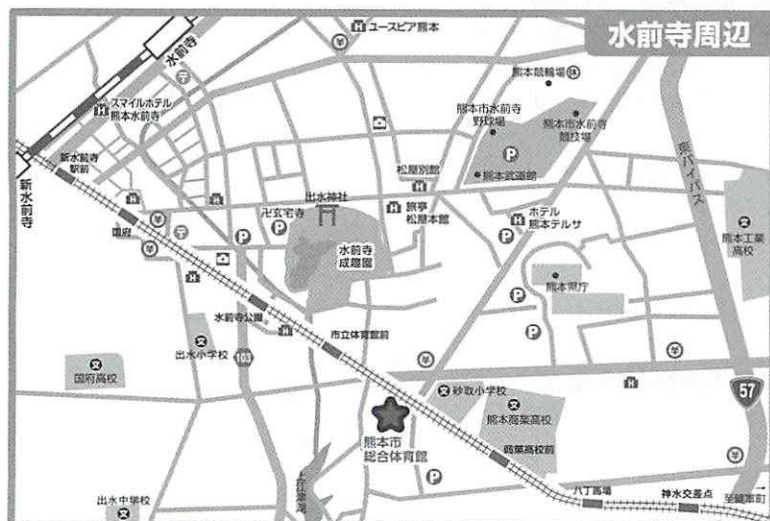 水前寺周辺
ユースピア熊本
水前寺
熊本競輪場
スマイルホテル
熊本水前寺
熊本市水前寺
野球場
熊本市水前寺
競技場
東バイパス
新水前寺
駅前
松屋別館
熊本武道館
新水前寺
出水神社
旅亭
松屋本館
ホテル
熊本テルサ
国府
卍玄宅寺
水前寺
成趣園
熊本工業
高校
熊本県庁
水前寺公園
市立体育館前
出水小学校
103
国府高校
砂取小学校
57
熊本商業高校
熊本市
総合体育館
商業高校前
上江津湖
八丁馬場
神水交差点
至健軍町
出水中学校